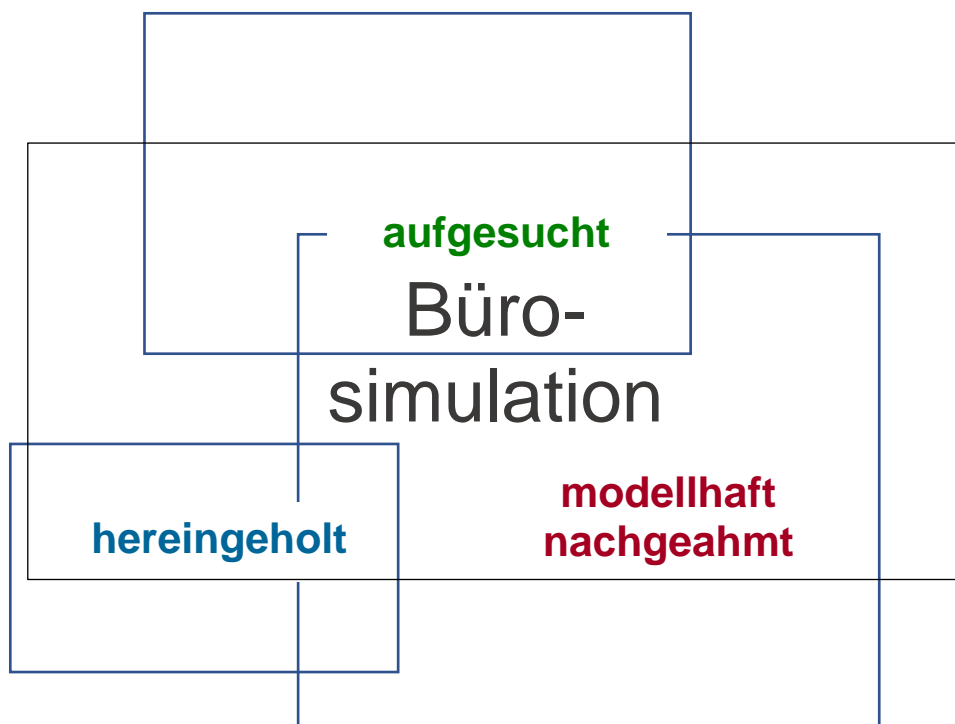 aufgesucht
Büro-
simulation
modellhaft
nachgeahmt
hereingeholt